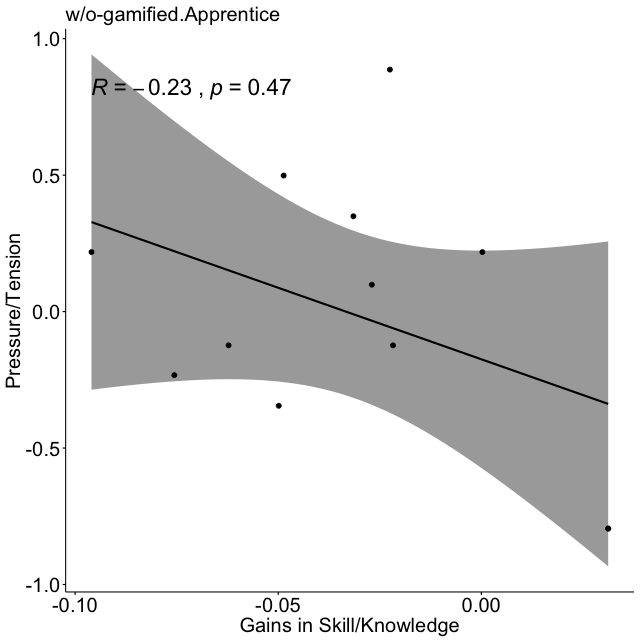 w/o-gamified.Apprentice
1.0
R = −0.23 , p = 0.47
0.5
0.0
-0.5
-1.0
Pressure/Tension
-0.10 -0.05 0.00
Gains in Skill/Knowledge